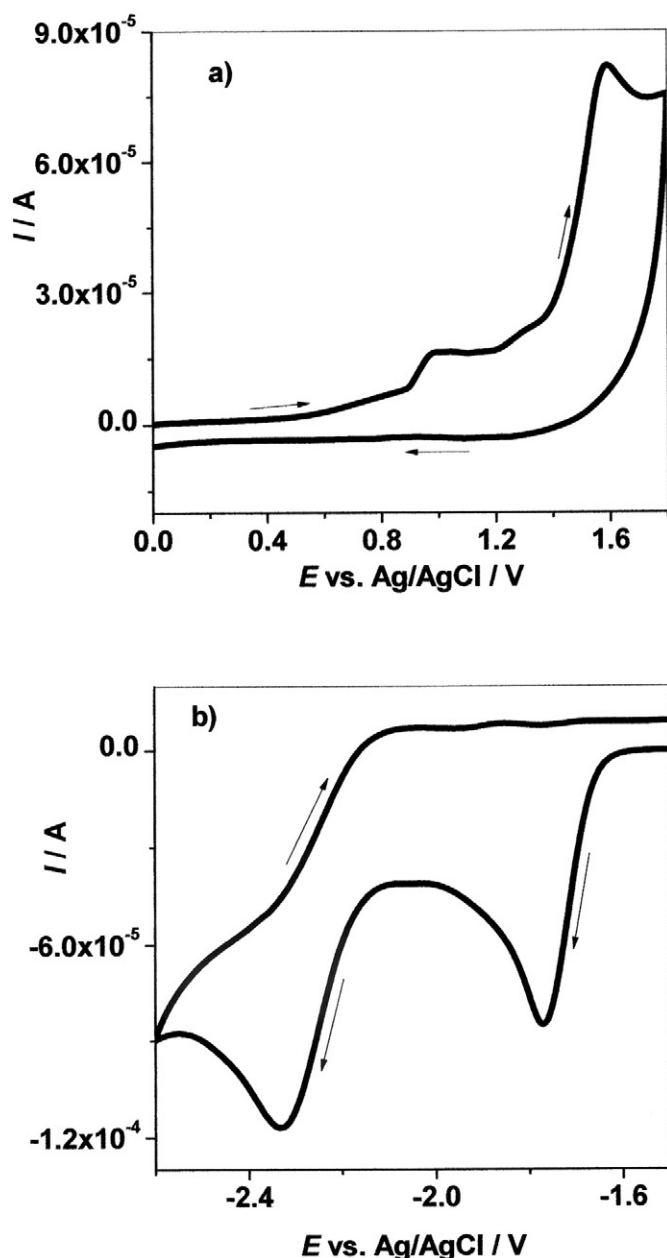 a)
9.0x10⁻⁵
6.0x10⁻⁵
3.0x10⁻⁵
0.0
I / A
0.0 0.4 0.8 1.2 1.6
E vs. Ag/AgCl / V
b)
0.0
-6.0x10⁻⁵
-1.2x10⁻⁴
I / A
-2.4 -2.0 -1.6
E vs. Ag/AgCl / V